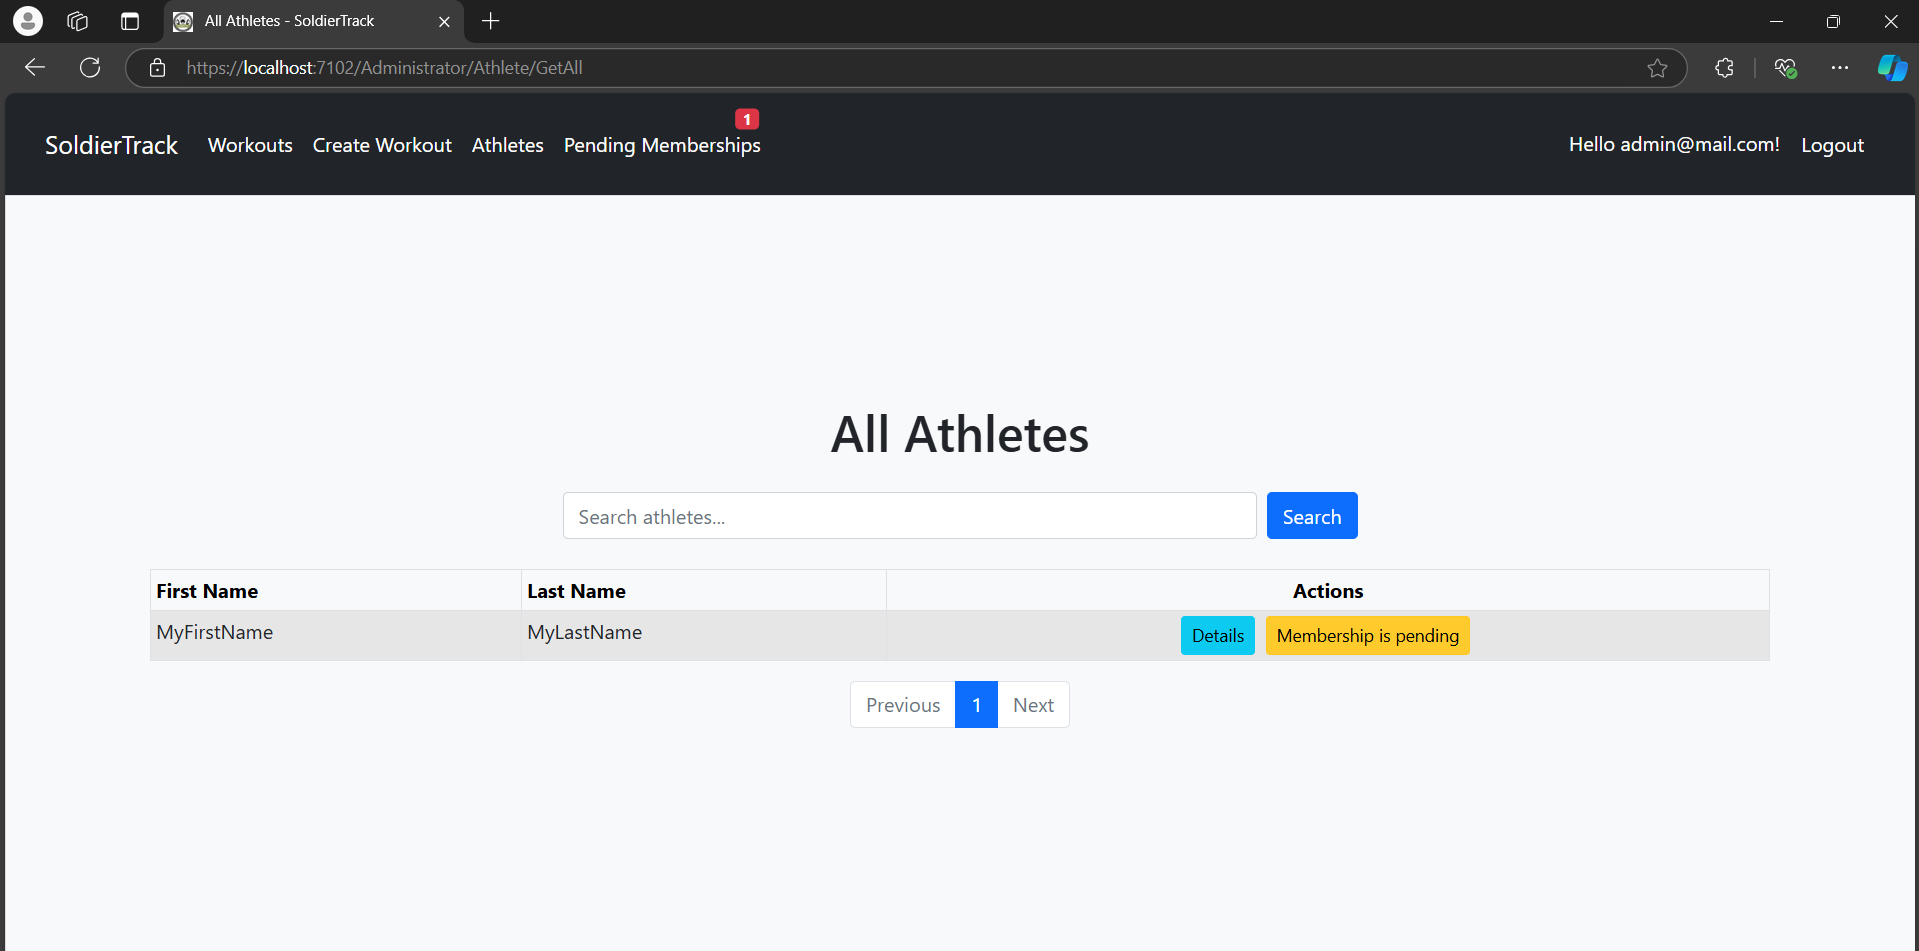 All Athletes - SoldierTrack
https://localhost:7102/Administrator/Athlete/GetAll
SoldierTrack Workouts Create Workout Athletes Pending Memberships 1 Hello admin@mail.com! Logout
All Athletes
Search athletes... Search
First Name Last Name Actions
MyFirstName MyLastName Details Membership is pending
Previous 1 Next